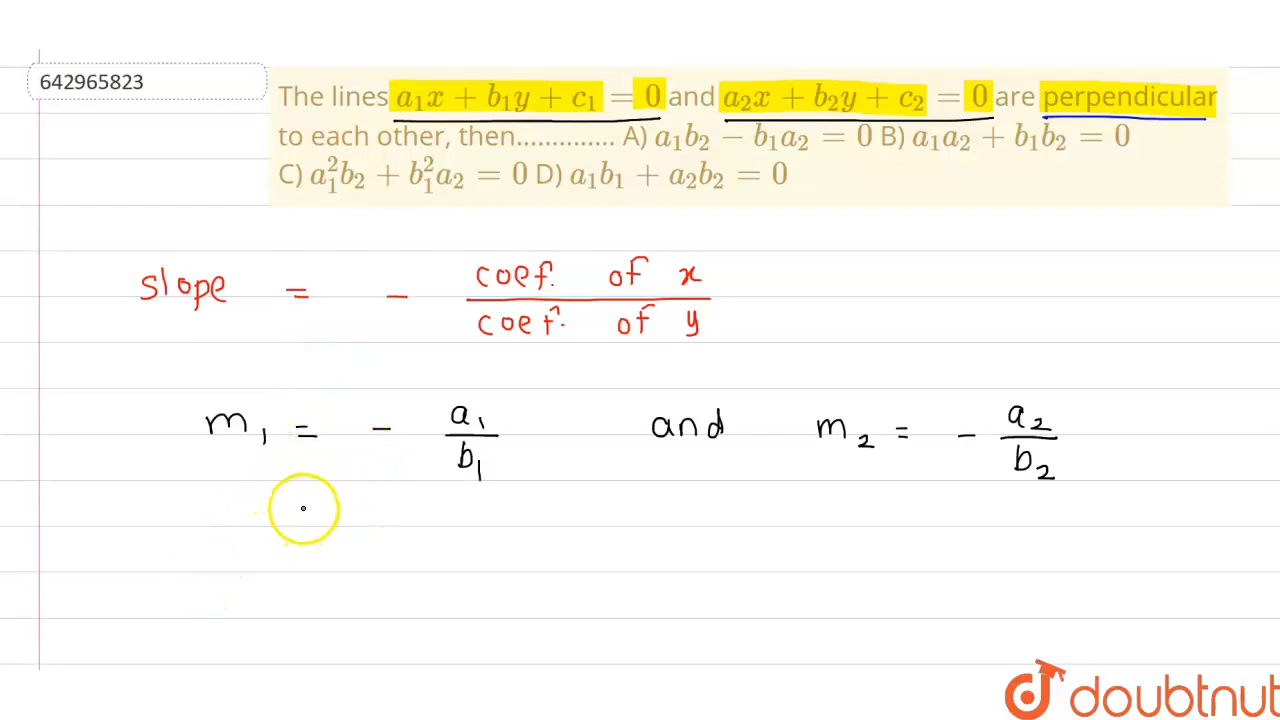 642965823
The lines a₁x + b₁y + c₁ = 0 and a₂x + b₂y + c₂ = 0 are perpendicular
to each other, then.............. A) a₁b₂ − b₁a₂ = 0 B) a₁a₂ + b₁b₂ = 0
C) a₁²b₂ + b₁²a₂ = 0 D) a₁b₁ + a₂b₂ = 0
slope = - coef. of x / coef. of y
m₁ = - a₁/b₁ and m₂ = - a₂/b₂
doubtnut